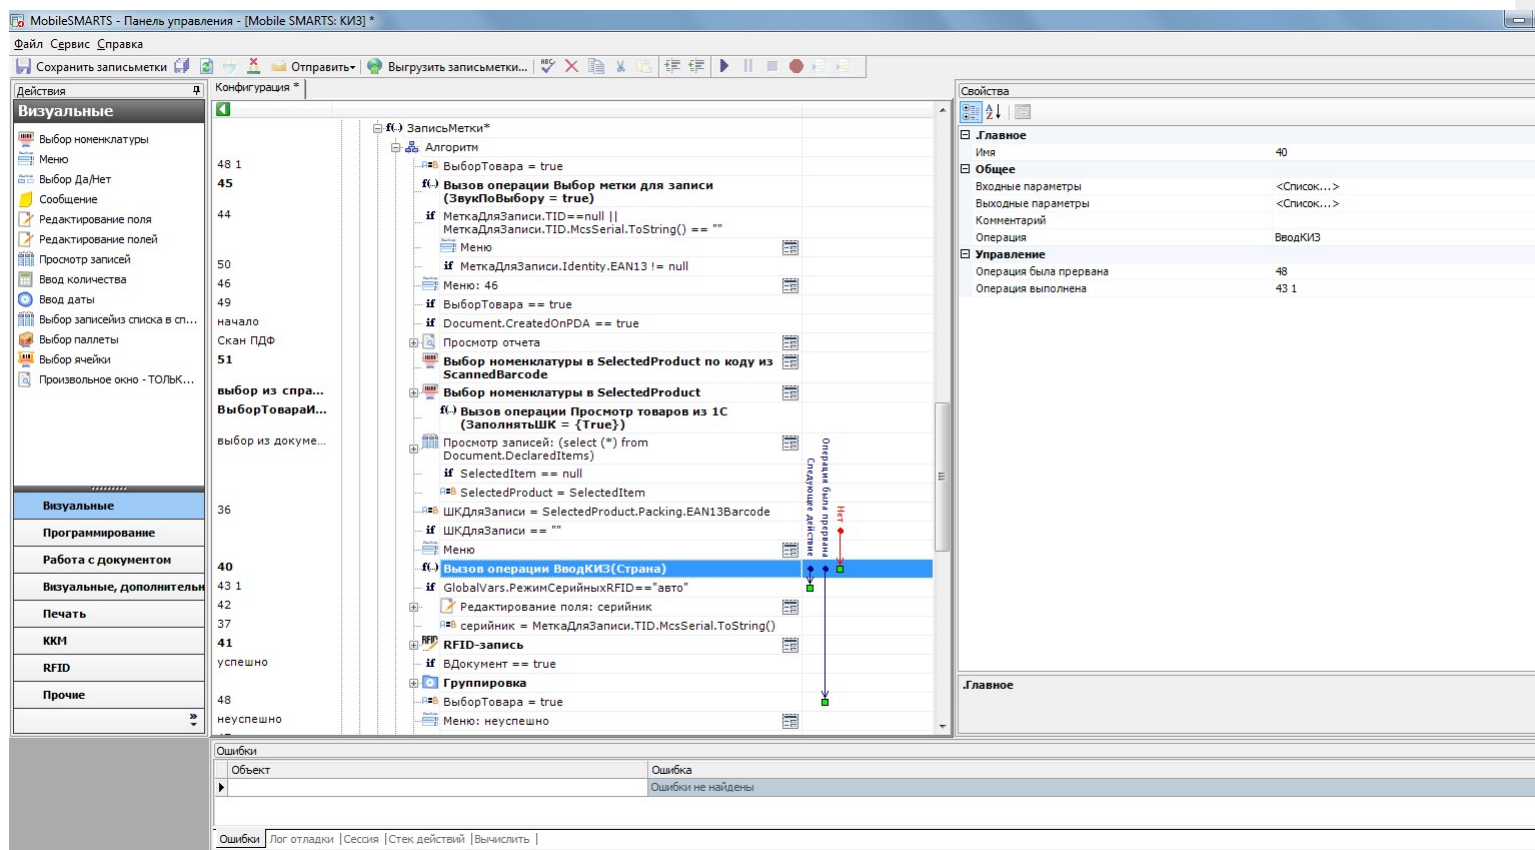 MobileSMARTS - Панель управления - [Mobile SMARTS: КИЗ] *
Файл Сервис Справка
Сохранить записьметки Отправить Выгрузить записьметки...
Действия
Визуальные
Выбор номенклатуры
Меню
Выбор Да/Нет
Сообщение
Редактирование поля
Редактирование полей
Просмотр записей
Ввод количества
Ввод даты
Выбор записейиз списка в сп...
Выбор паллеты
Выбор ячейки
Произвольное окно - ТОЛЬК...
Визуальные
Программирование
Работа с документом
Визуальные, дополнительн
Печать
ККМ
RFID
Прочие
Конфигурация *
f(..) ЗаписьМетки*
Алгоритм
48 1 ВыборТовара = true
45 f(..) Вызов операции Выбор метки для записи
(ЗвукПоВыбору = true)
44 if МеткаДляЗаписи.TID==null ||
МеткаДляЗаписи.TID.McsSerial.ToString() == ""
Меню
50 if МеткаДляЗаписи.Identity.EAN13 != null
46 Меню: 46
49 if ВыборТовара == true
начало if Document.CreatedOnPDA == true
Скан ПДФ Просмотр отчета
51 Выбор номенклатуры в SelectedProduct по коду из
ScannedBarcode
выбор из спра... Выбор номенклатуры в SelectedProduct
ВыборТовараИ... f(..) Вызов операции Просмотр товаров из 1С
(ЗаполнятьШК = {True})
выбор из докуме... Просмотр записей: (select (*) from
Document.DeclaredItems)
if SelectedItem == null
SelectedProduct = SelectedItem
36 ШКДляЗаписи = SelectedProduct.Packing.EAN13Barcode
if ШКДляЗаписи == ""
Меню
40 f(..) Вызов операции ВводКИЗ(Страна)
43 1 if GlobalVars.РежимСерийныхRFID=="авто"
42 Редактирование поля: серийник
37 серийник = МеткаДляЗаписи.TID.McsSerial.ToString()
41 RFID-запись
успешно if ВДокумент == true
Группировка
48 ВыборТовара = true
неуспешно Меню: неуспешно
Следующее действие
Операция была прервана
Нет
Свойства
.Главное
Имя 40
Общее
Входные параметры <Список...>
Выходные параметры <Список...>
Комментарий
Операция ВводКИЗ
Управление
Операция была прервана 48
Операция выполнена 43 1
.Главное
Ошибки
Объект Ошибка
Ошибки не найдены
Ошибки Лог отладки Сессия Стек действий Вычислить